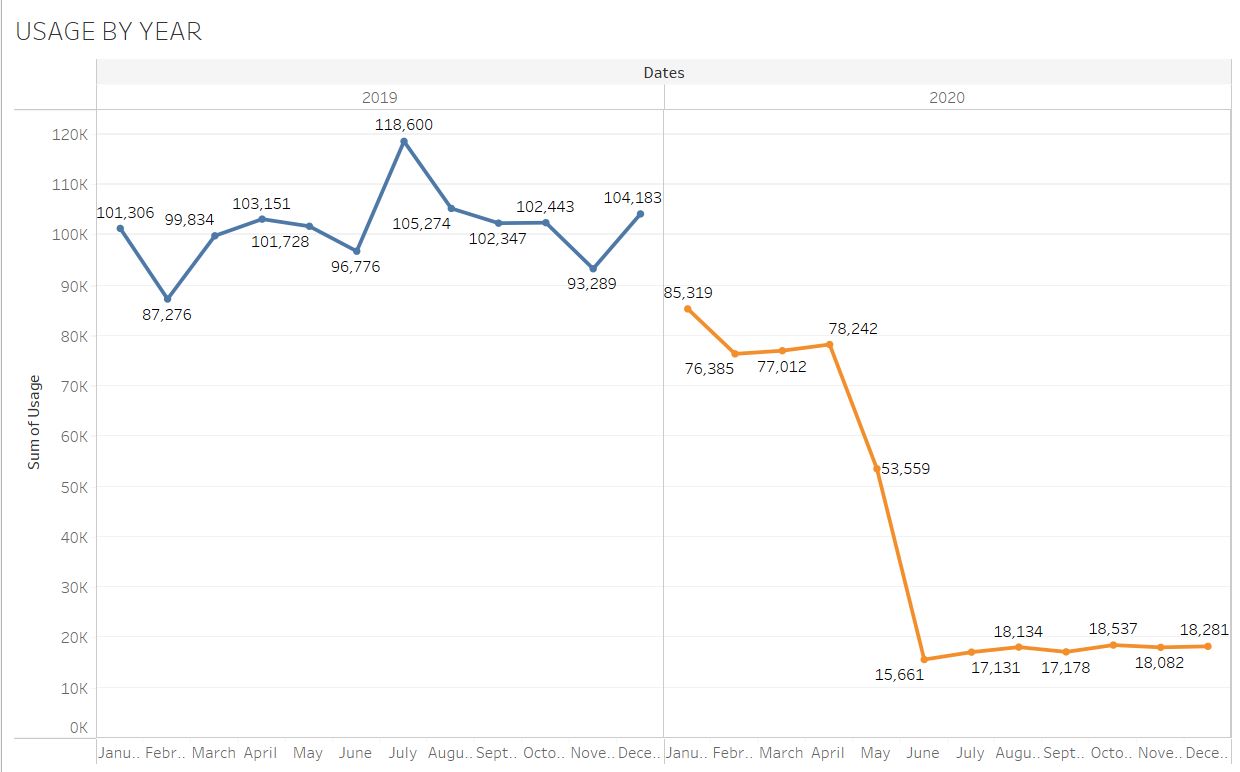 USAGE BY YEAR
Dates
2019 2020
120K
110K
100K
90K
80K
70K
60K
50K
40K
30K
20K
10K
0K
Sum of Usage
101,306
87,276
99,834
103,151
101,728
96,776
118,600
105,274
102,347
102,443
93,289
104,183
85,319
76,385
77,012
78,242
53,559
15,661
17,131
18,134
17,178
18,537
18,082
18,281
Janu.. Febr.. March April May June July Augu.. Sept.. Octo.. Nove.. Dece.. Janu.. Febr.. March April May June July Augu.. Sept.. Octo.. Nove.. Dece..